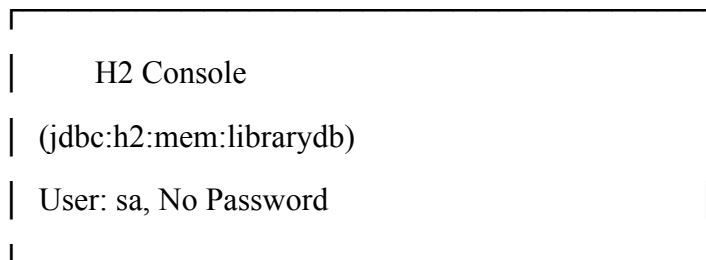 H2 Console
(jdbc:h2:mem:librarydb)
User: sa, No Password